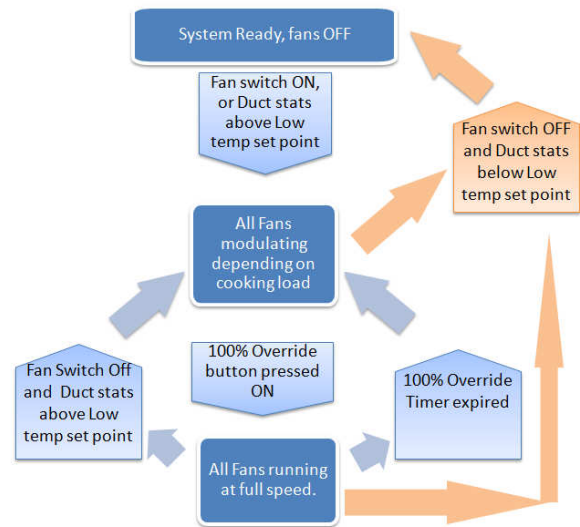 System Ready, fans OFF
Fan switch ON,
or Duct stats
above Low
temp set point
Fan switch OFF
and Duct stats
below Low
temp set point
All Fans
modulating
depending on
cooking load
Fan Switch Off
and Duct stats
above Low
temp set point
100% Override
button pressed
ON
100% Override
Timer expired
All Fans running
at full speed.